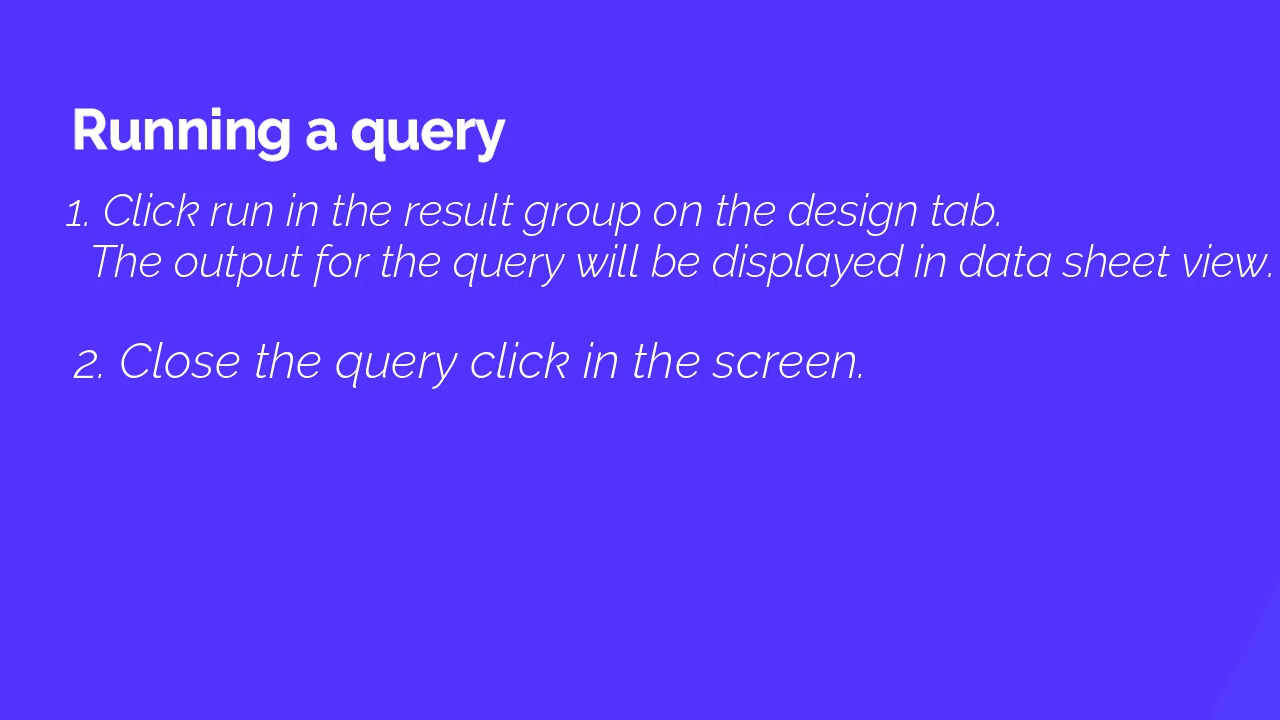 Running a query
1. Click run in the result group on the design tab.
The output for the query will be displayed in data sheet view.
2. Close the query click in the screen.